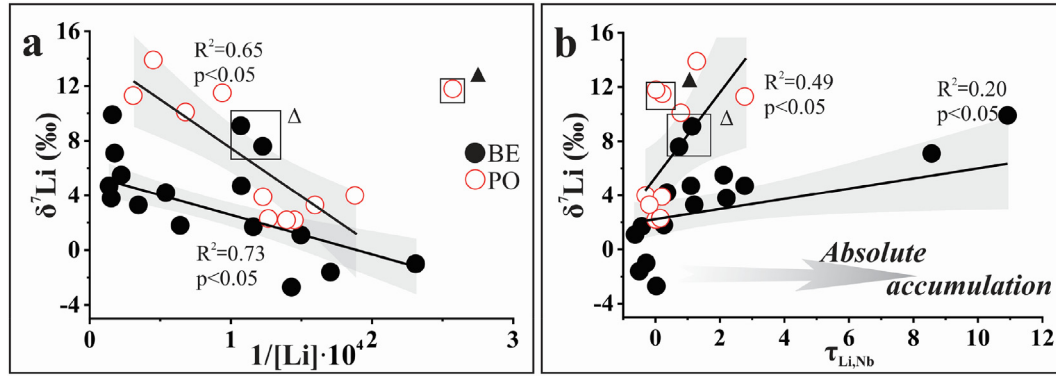 a
16
12
8
4
0
-4
δ⁷Li (‰)
R²=0.65
p<0.05
Δ
▲
BE
PO
R²=0.73
p<0.05
0
1
2
3
1/[Li]·10⁴
b
16
12
8
4
0
-4
δ⁷Li (‰)
▲
Δ
R²=0.49
p<0.05
R²=0.20
p<0.05
Absolute
accumulation
0
2
4
6
8
10
12
τLi,Nb